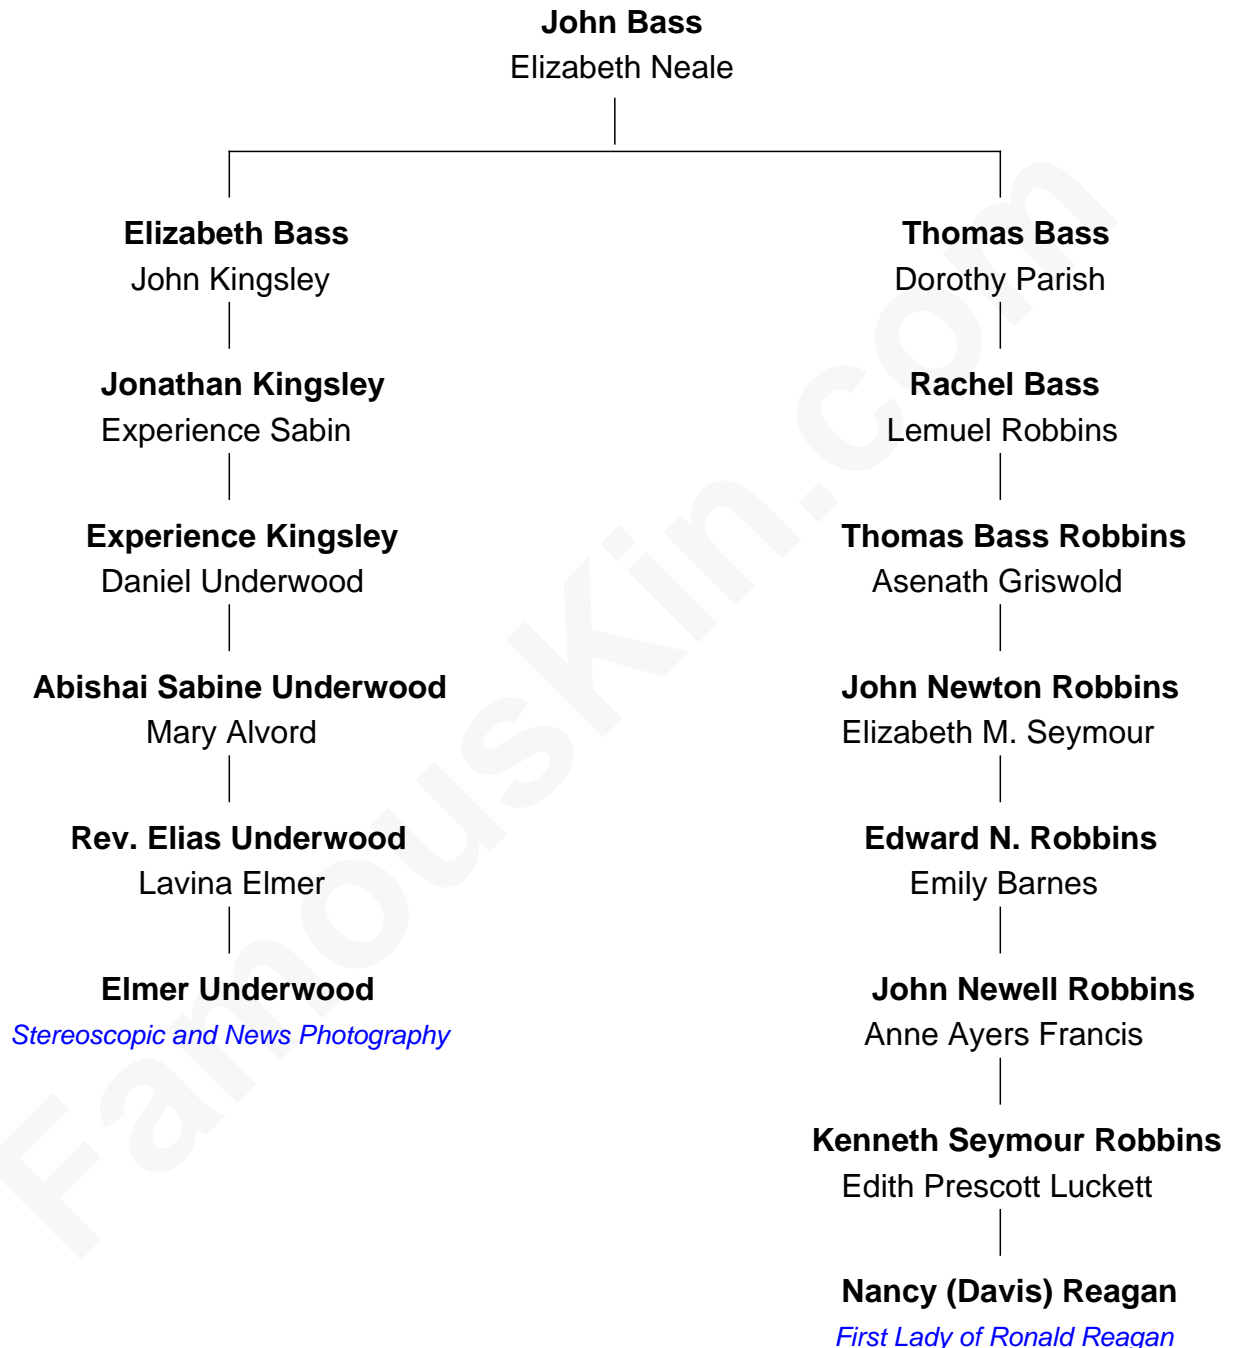 John Bass
Elizabeth Neale
Elizabeth Bass
John Kingsley
Thomas Bass
Dorothy Parish
Jonathan Kingsley
Experience Sabin
Rachel Bass
Lemuel Robbins
Experience Kingsley
Daniel Underwood
Thomas Bass Robbins
Asenath Griswold
Abishai Sabine Underwood
Mary Alvord
John Newton Robbins
Elizabeth M. Seymour
Rev. Elias Underwood
Lavina Elmer
Edward N. Robbins
Emily Barnes
Elmer Underwood
Stereoscopic and News Photography
John Newell Robbins
Anne Ayers Francis
Kenneth Seymour Robbins
Edith Prescott Luckett
Nancy (Davis) Reagan
First Lady of Ronald Reagan
FamousKin.com